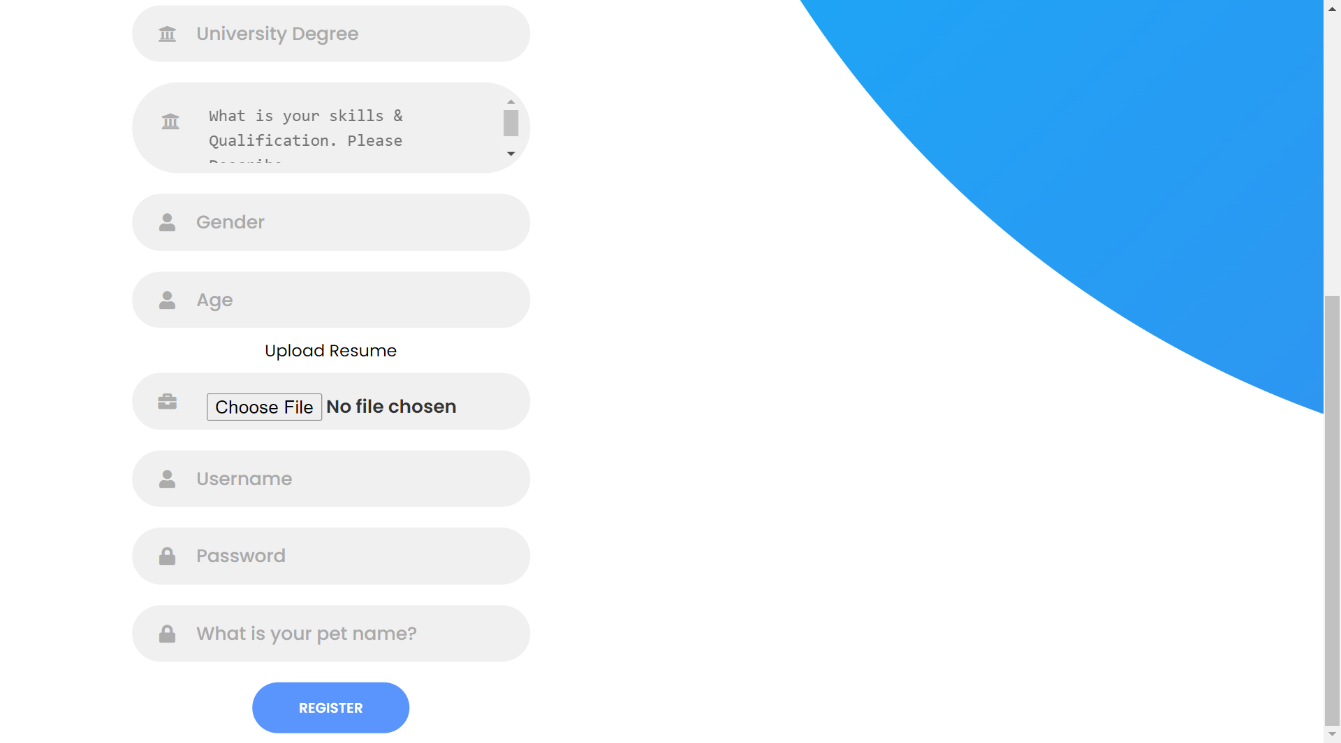 University Degree
What is your skills &
Qualification. Please
Describe
Gender
Age
Upload Resume
Choose File No file chosen
Username
Password
What is your pet name?
REGISTER